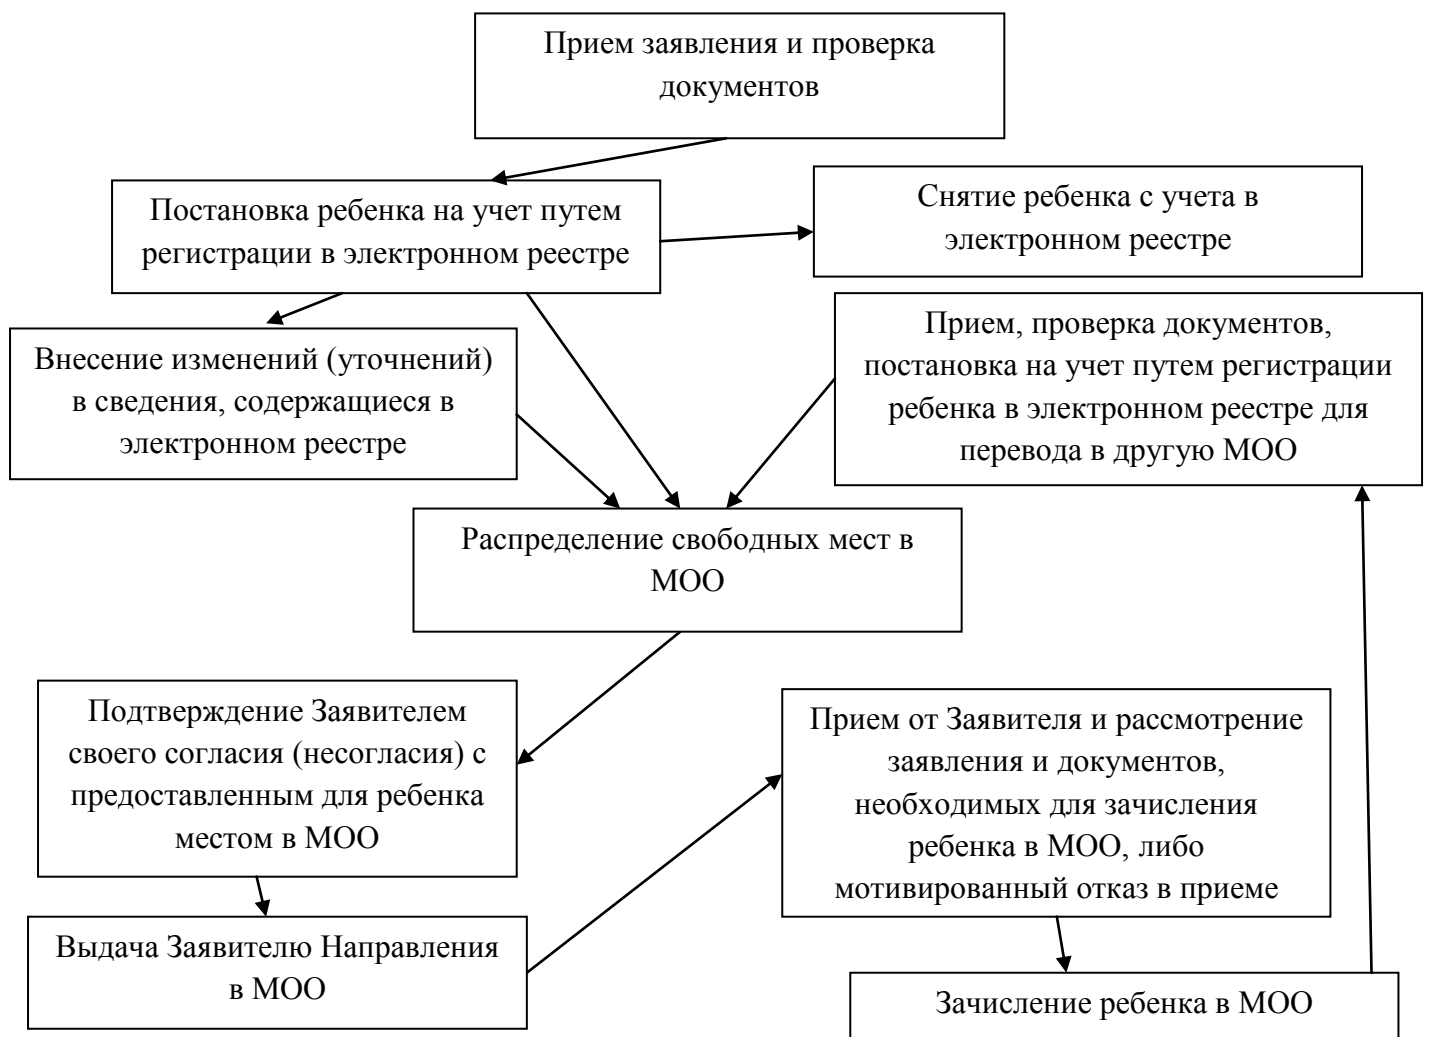 Прием заявления и проверка
документов
Постановка ребенка на учет путем
регистрации в электронном реестре
Снятие ребенка с учета в
электронном реестре
Внесение изменений (уточнений)
в сведения, содержащиеся в
электронном реестре
Прием, проверка документов,
постановка на учет путем регистрации
ребенка в электронном реестре для
перевода в другую МОО
Распределение свободных мест в
МОО
Подтверждение Заявителем
своего согласия (несогласия) с
предоставленным для ребенка
местом в МОО
Прием от Заявителя и рассмотрение
заявления и документов,
необходимых для зачисления
ребенка в МОО, либо
мотивированный отказ в приеме
Выдача Заявителю Направления
в МОО
Зачисление ребенка в МОО